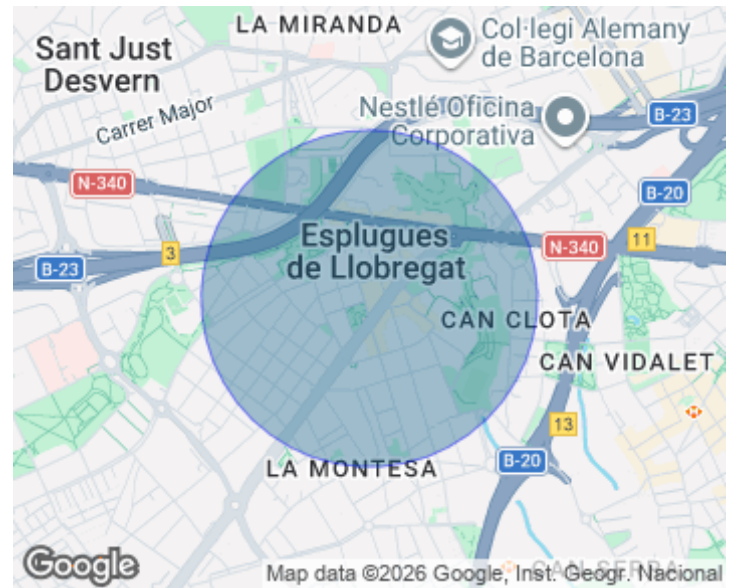 LA MIRANDA
Sant Just
Desvern
Col·legi Alemany
de Barcelona
Carrer Major
Nestlé Oficina
Corporativa
B-23
N-340
B-20
Esplugues
de Llobregat
N-340
11
3
B-23
CAN CLOTA
CAN VIDALET
13
LA MONTESA
B-20
CAN SERRA
Google
Map data ©2026 Google, Inst. Geogr. Nacional